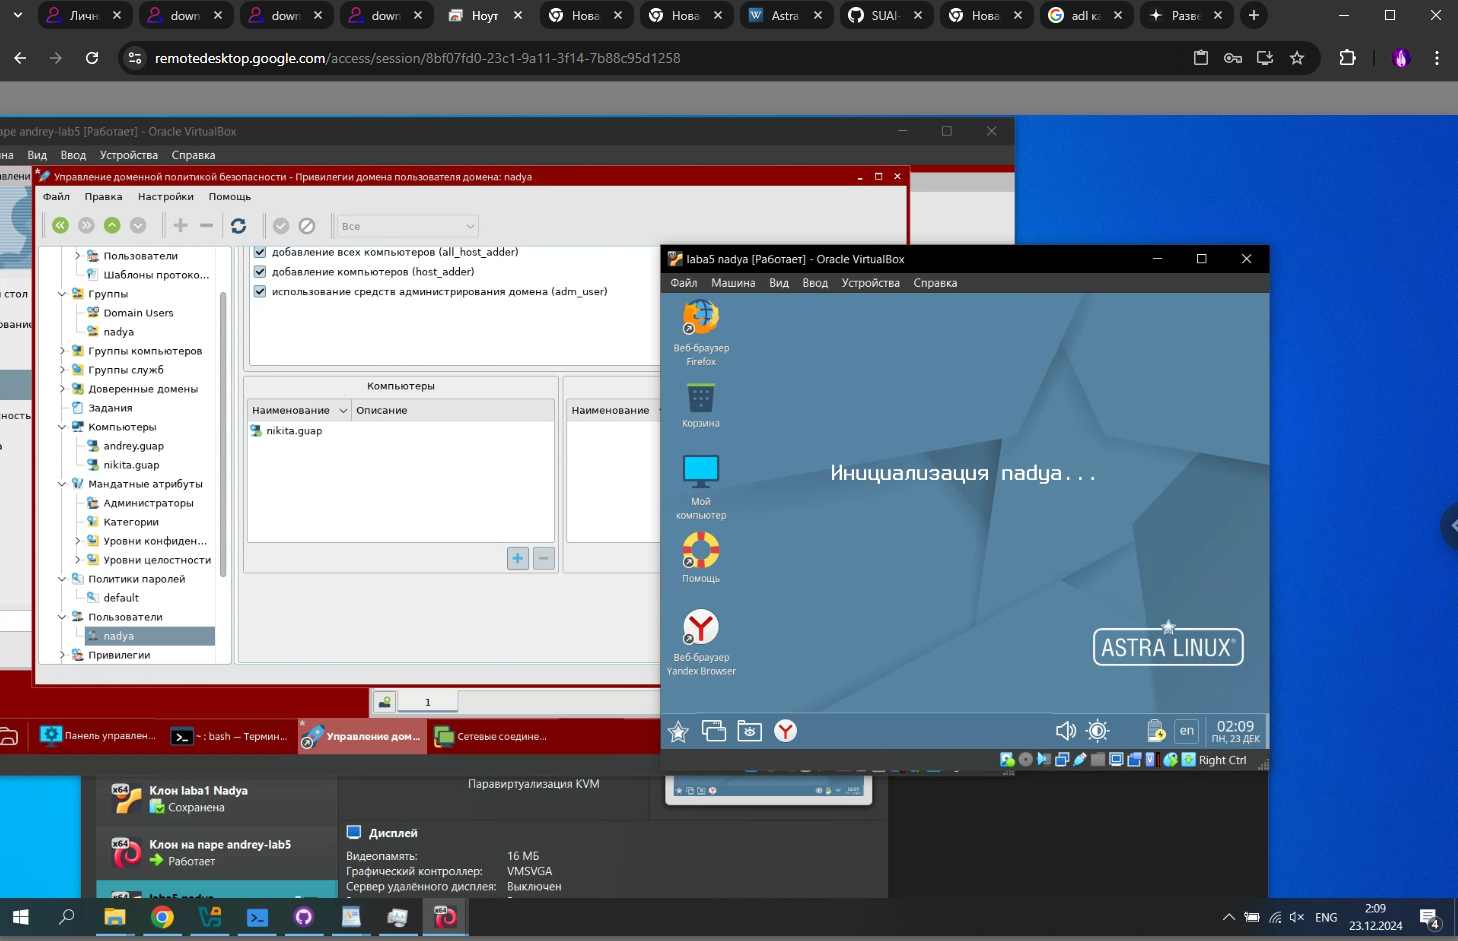 Личн
down
down
down
Ноут
Нова
Нова
Astra
SUAI-
Нова
adl ка
Разве
remotedesktop.google.com/access/session/8bf07fd0-23c1-9a11-3f14-7b88c95d1258
аре andrey-lab5 [Работает] - Oracle VirtualBox
Вид Ввод Устройства Справка
Управление доменной политикой безопасности - Привилегии домена пользователя домена: nadya
Файл Правка Настройки Помощь
Все
Пользователи
Шаблоны протоко...
Группы
Domain Users
nadya
Группы компьютеров
Группы служб
Доверенные домены
Задания
Компьютеры
andrey.guap
nikita.guap
Мандатные атрибуты
Администраторы
Категории
Уровни конфиден...
Уровни целостности
Политики паролей
default
Пользователи
nadya
Привилегии
добавление всех компьютеров (all_host_adder)
добавление компьютеров (host_adder)
использование средств администрирования домена (adm_user)
Компьютеры
Наименование Описание
nikita.guap
Наименование
1
Панель управлен...
~ : bash — Термин...
Управление дом...
Сетевые соедине...
laba5 nadya [Работает] - Oracle VirtualBox
Файл Машина Вид Ввод Устройства Справка
Веб-браузер
Firefox
Корзина
Мой
компьютер
Помощь
Веб-браузер
Yandex Browser
Инициализация nadya...
ASTRA LINUX®
en
02:09
ПН, 23 ДЕК
Right Ctrl
Клон laba1 Nadya
Сохранена
Клон на паре andrey-lab5
Работает
laba5 nadya
Паравиртуализация KVM
Дисплей
Видеопамять: 16 МБ
Графический контроллер: VMSVGA
Сервер удалённого дисплея: Выключен
ENG
2:09
23.12.2024
4